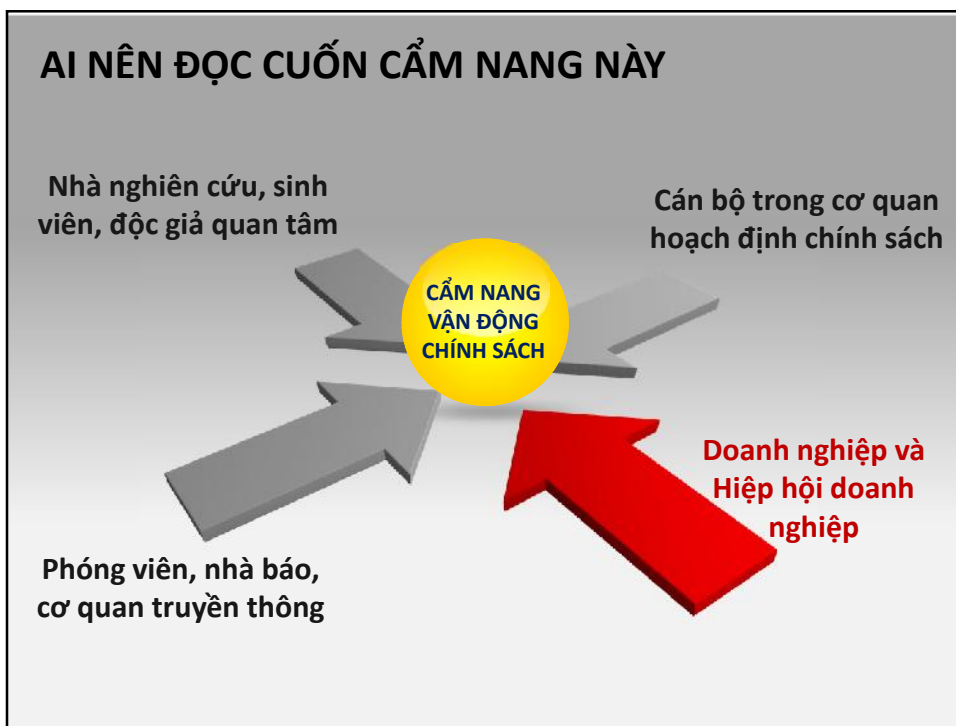 AI NÊN ĐỌC CUỐN CẨM NANG NÀY
Nhà nghiên cứu, sinh
viên, độc giả quan tâm
Cán bộ trong cơ quan
hoạch định chính sách
CẨM NANG
VẬN ĐỘNG
CHÍNH SÁCH
Doanh nghiệp và
Hiệp hội doanh
nghiệp
Phóng viên, nhà báo,
cơ quan truyền thông